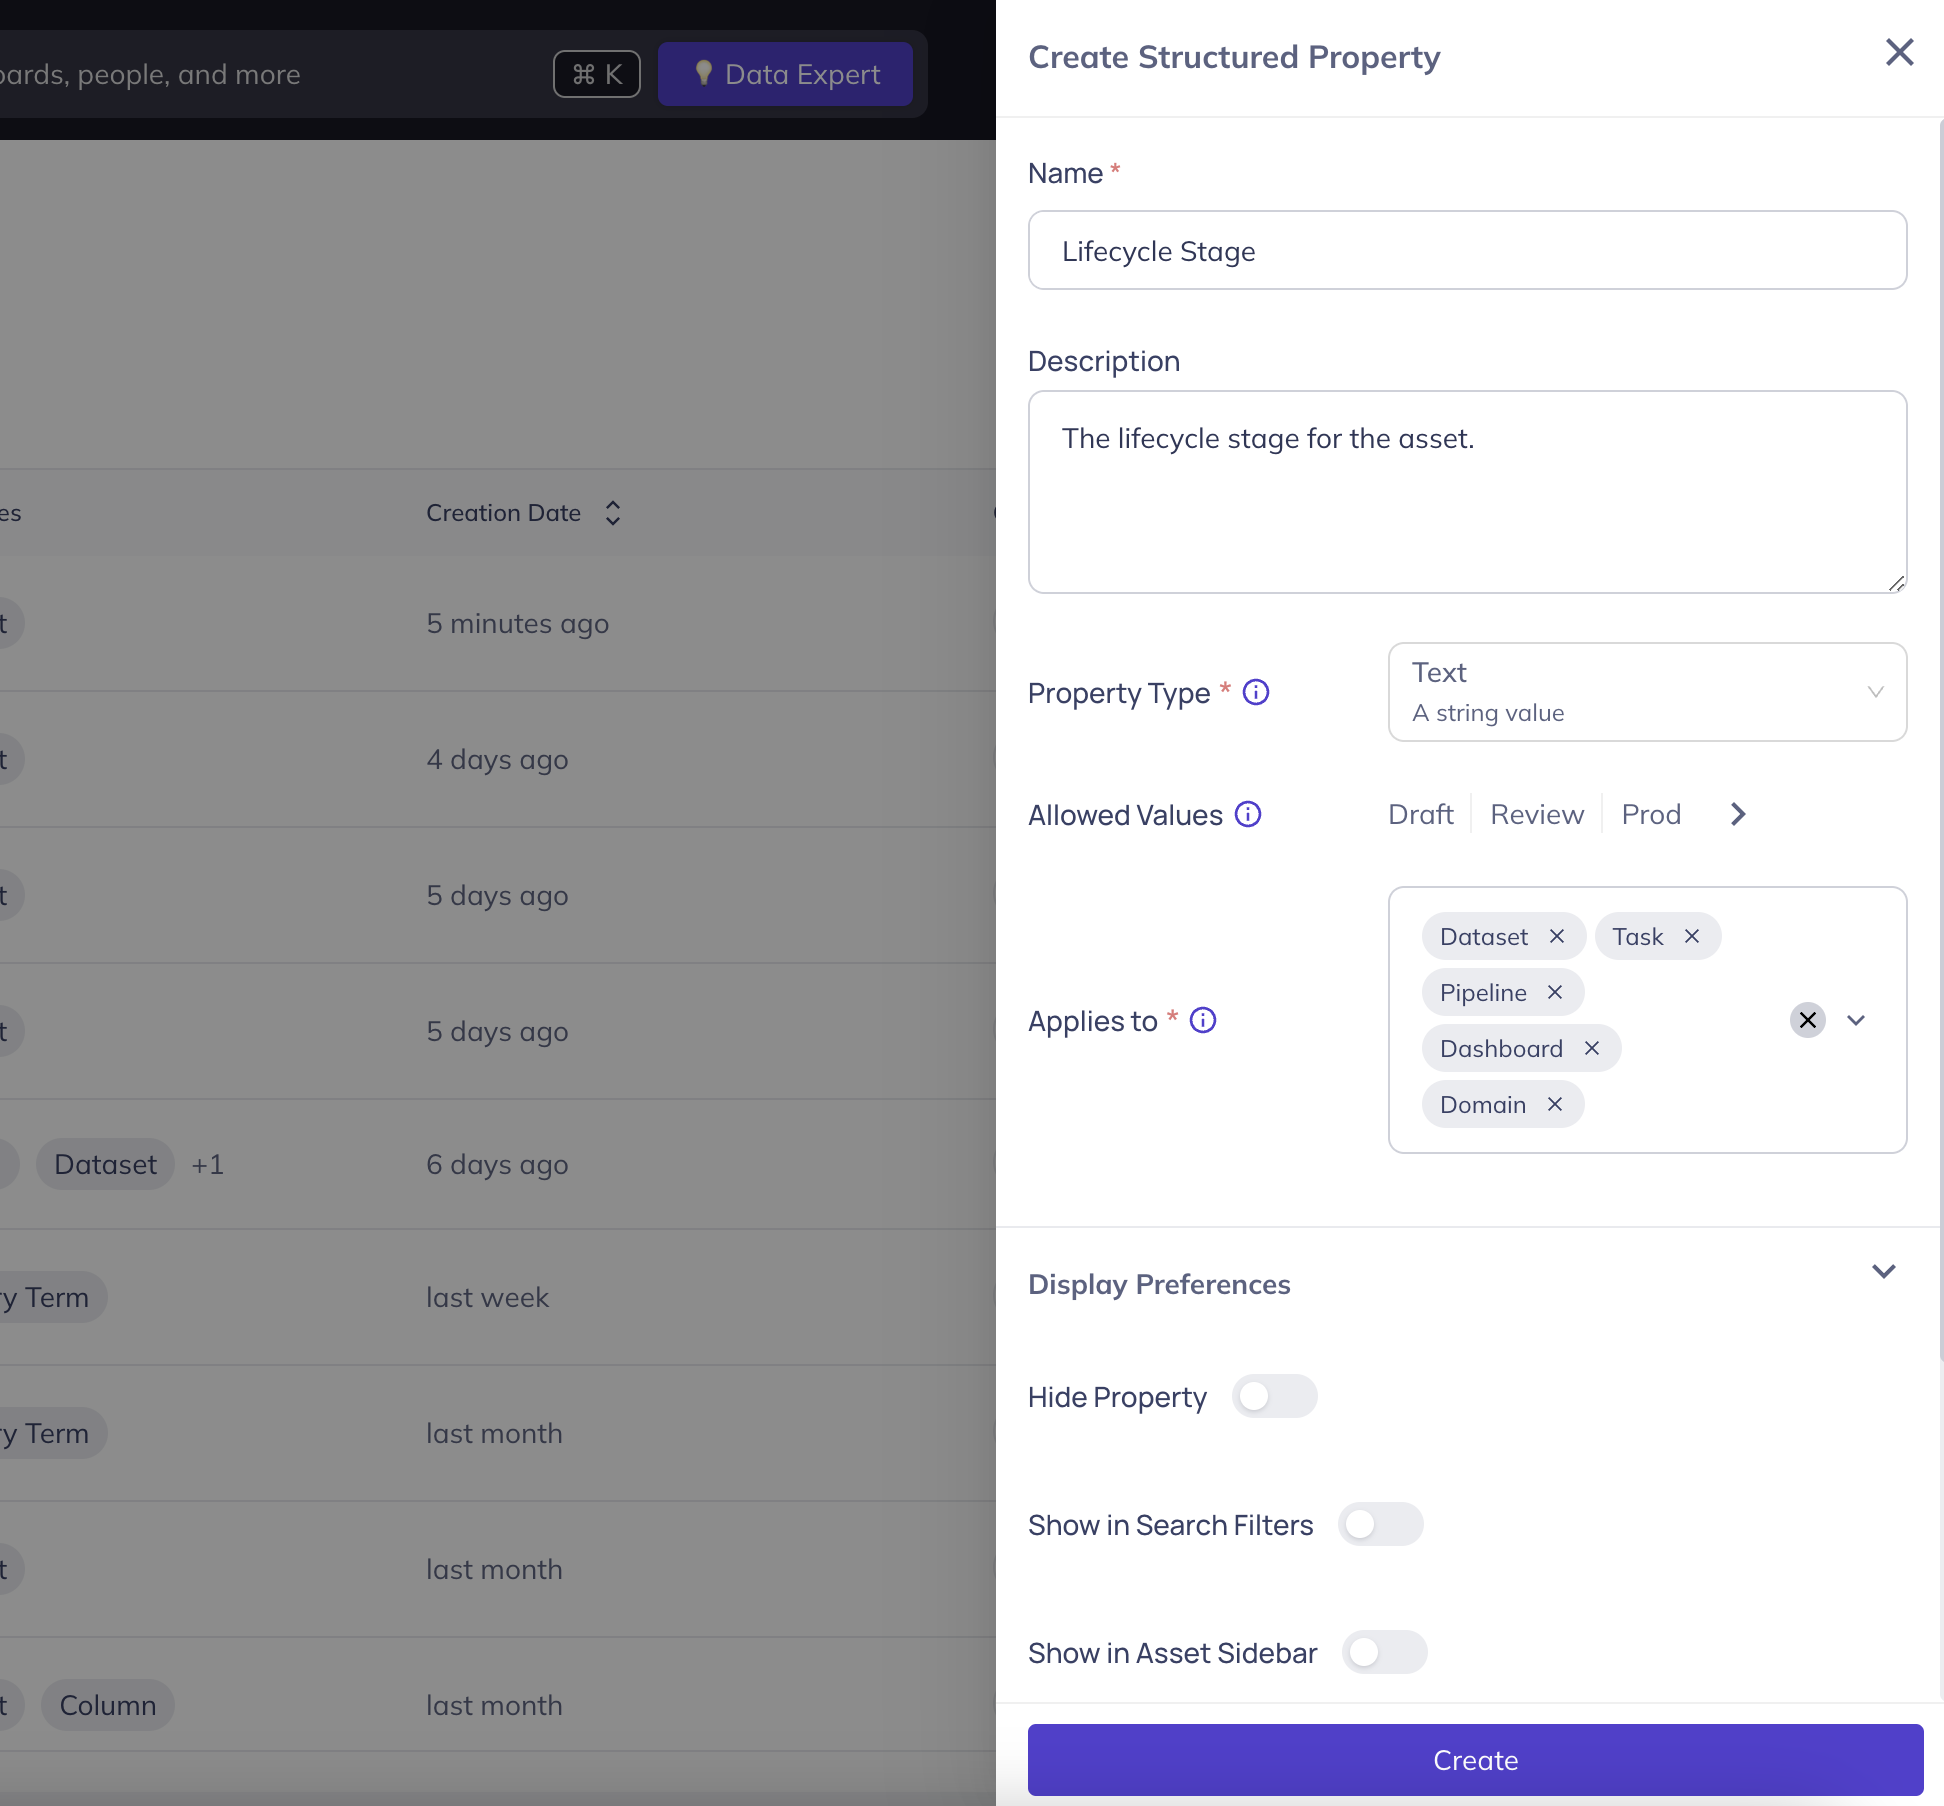 people, and more
⌘ K
Data Expert
Creation Date
5 minutes ago
4 days ago
5 days ago
5 days ago
Dataset +1 6 days ago
Term last week
Term last month
last month
Column last month
Create Structured Property
Name *
Lifecycle Stage
Description
The lifecycle stage for the asset.
Property Type *
Text
A string value
Allowed Values
Draft Review Prod
Applies to *
Dataset Task
Pipeline
Dashboard
Domain
Display Preferences
Hide Property
Show in Search Filters
Show in Asset Sidebar
Create